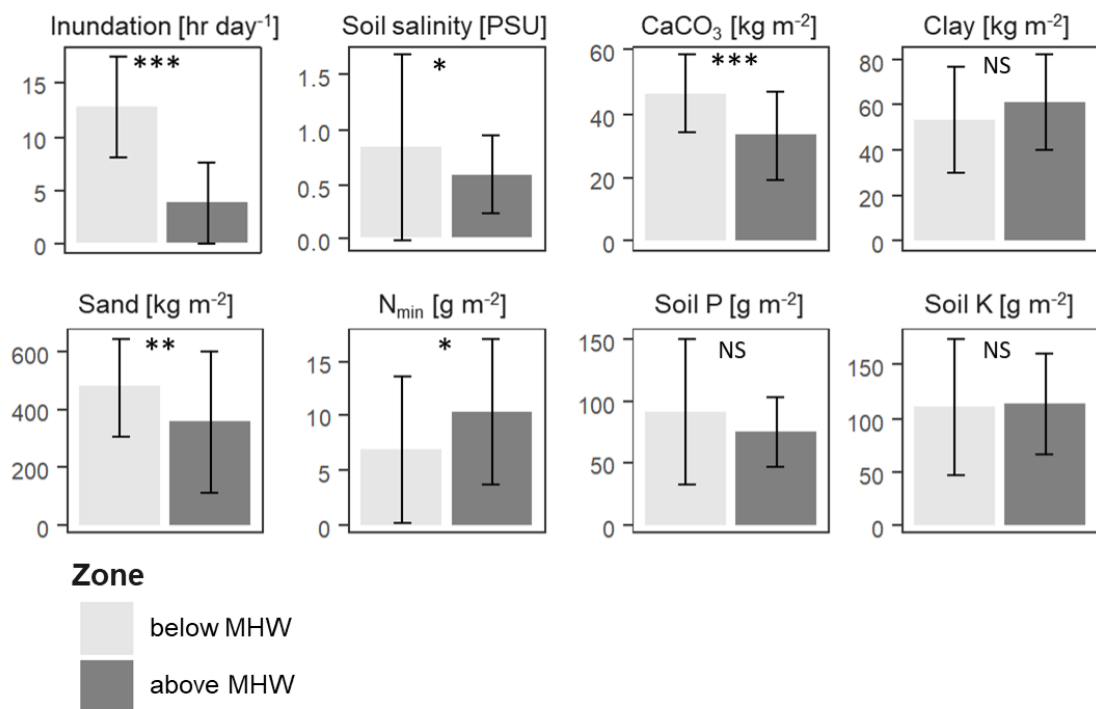 Inundation [hr day⁻¹]
Soil salinity [PSU]
CaCO₃ [kg m⁻²]
Clay [kg m⁻²]
15
10
5
0
***
1.5
1.0
0.5
0.0
*
60
40
20
0
***
80
60
40
20
0
NS
Sand [kg m⁻²]
N_min [g m⁻²]
Soil P [g m⁻²]
Soil K [g m⁻²]
600
400
200
0
**
15
10
5
0
*
150
100
50
0
NS
150
100
50
0
NS
Zone
below MHW
above MHW